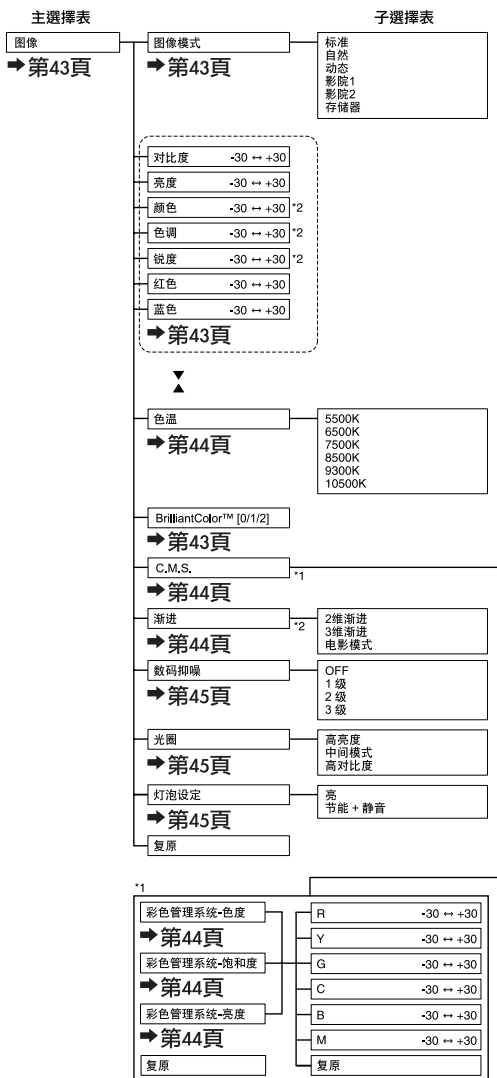 主選擇表 子選擇表
图像 图像模式 标准
➡第43頁 ➡第43頁 自然
动态
影院1
影院2
存储器
对比度 -30 ↔ +30
亮度 -30 ↔ +30
颜色 -30 ↔ +30 *2
色调 -30 ↔ +30 *2
锐度 -30 ↔ +30 *2
红色 -30 ↔ +30
蓝色 -30 ↔ +30
➡第43頁
色温 5500K
➡第44頁 6500K
7500K
8500K
9300K
10500K
BrilliantColor™ [0/1/2]
➡第43頁
C.M.S. *1
➡第44頁
渐进 *2 2维渐进
➡第44頁 3维渐进
电影模式
数码抑噪 OFF
➡第45頁 1 级
2 级
3 级
光圈 高亮度
➡第45頁 中间模式
高对比度
灯泡设定 亮
➡第45頁 节能 + 静音
复原
*1
彩色管理系统-色度 R -30 ↔ +30
➡第44頁 Y -30 ↔ +30
彩色管理系统-饱和度 G -30 ↔ +30
➡第44頁 C -30 ↔ +30
彩色管理系统-亮度 B -30 ↔ +30
➡第44頁 M -30 ↔ +30
复原 复原